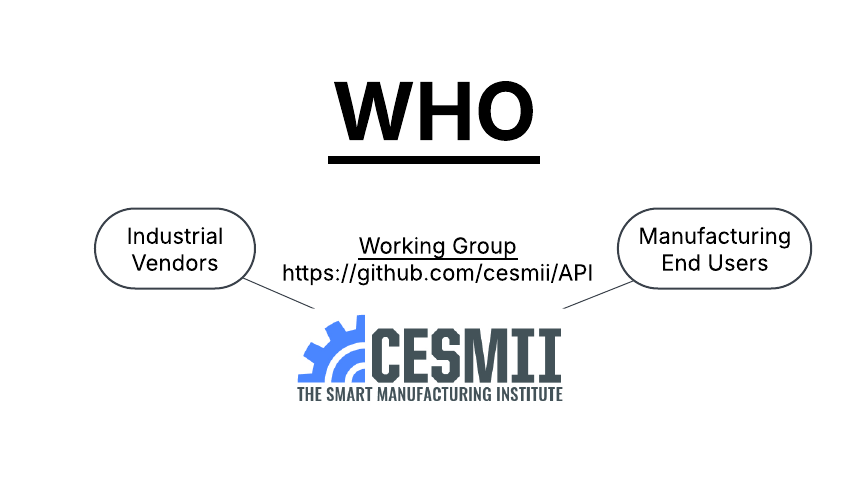 WHO
Industrial
Vendors
Working Group
https://github.com/cesmii/API
Manufacturing
End Users
CESMII
THE SMART MANUFACTURING INSTITUTE